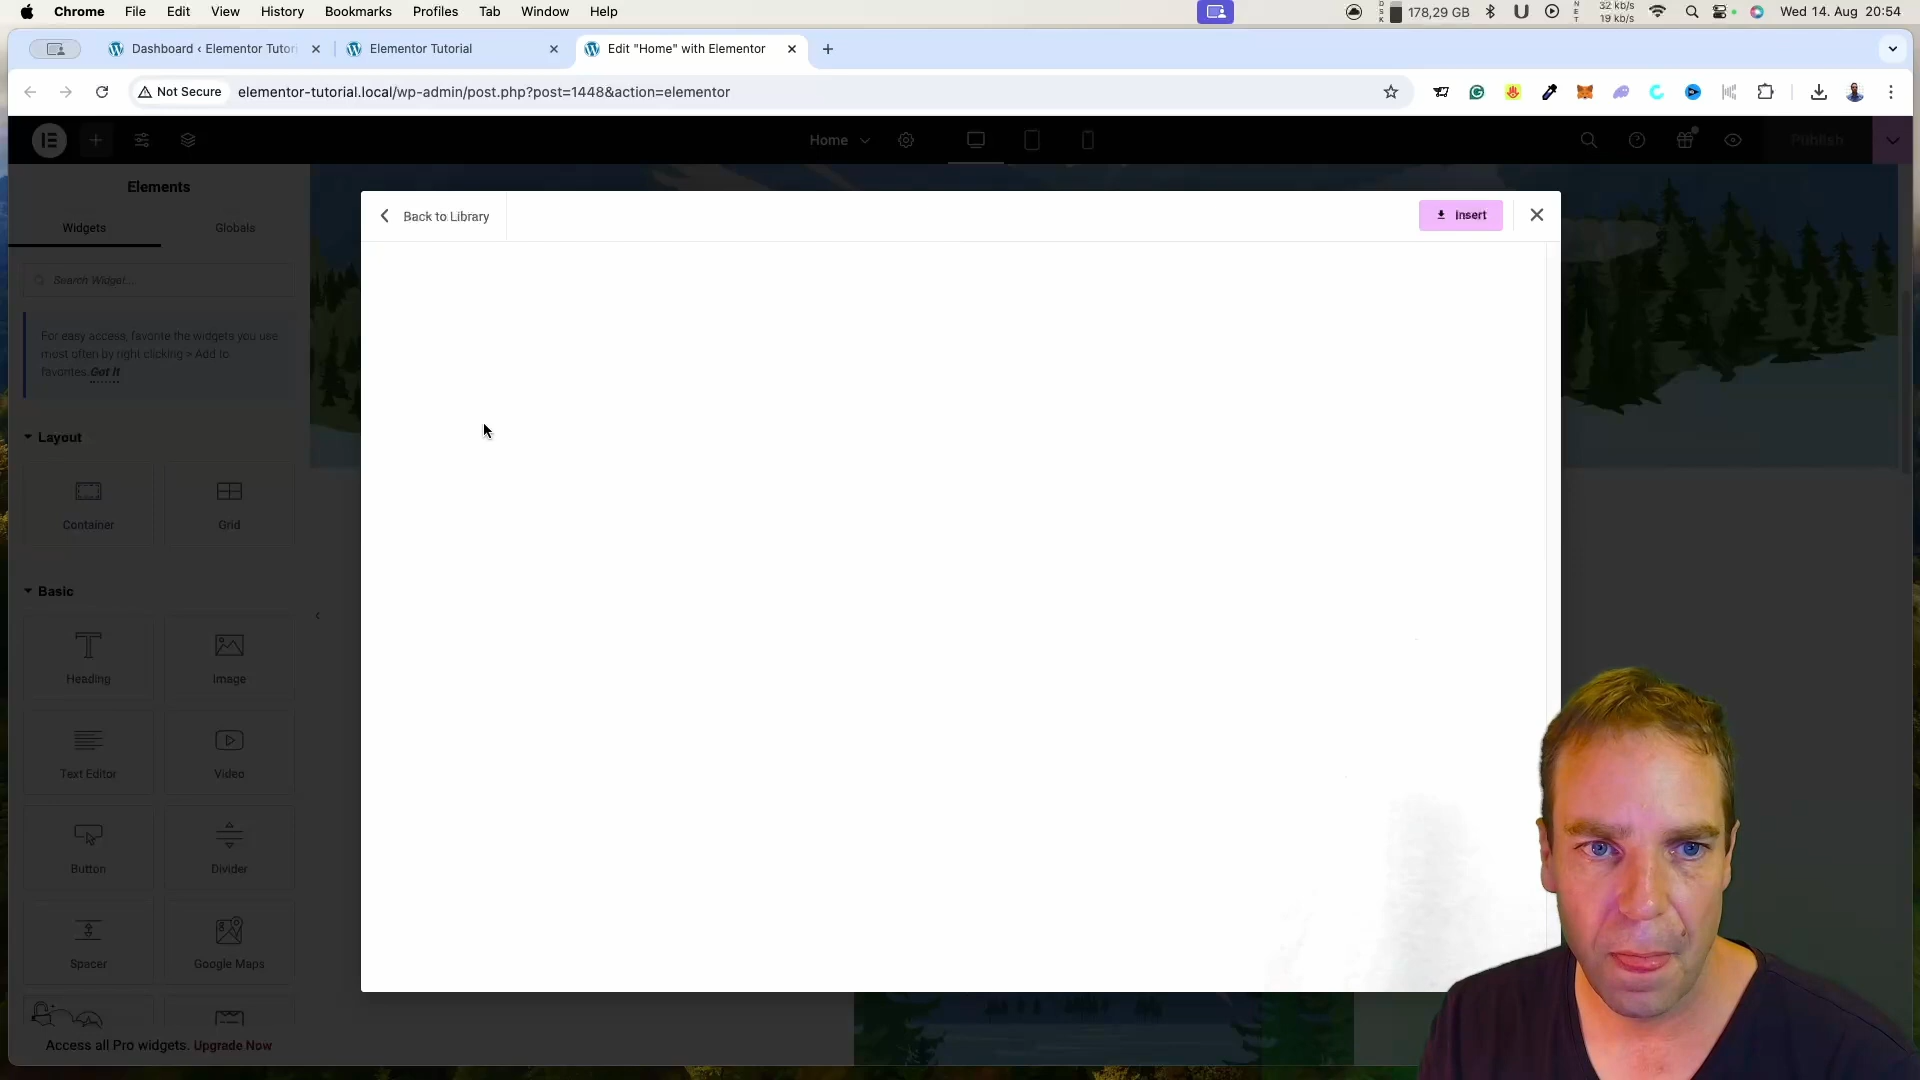 Chrome File Edit View History Bookmarks Profiles Tab Window Help
178,29 GB
32 kb/s
19 kb/s
Wed 14. Aug 20:54
Dashboard ‹ Elementor Tutor
Elementor Tutorial
Edit "Home" with Elementor
Not Secure
elementor-tutorial.local/wp-admin/post.php?post=1448&action=elementor
Home
Publish
Elements
Widgets
Globals
Search Widget...
For easy access, favorite the widgets you use
most often by right clicking > Add to
favorites. Got It
Layout
Container
Grid
Basic
Heading
Image
Text Editor
Video
Button
Divider
Spacer
Google Maps
Access all Pro widgets. Upgrade Now
Back to Library
Insert